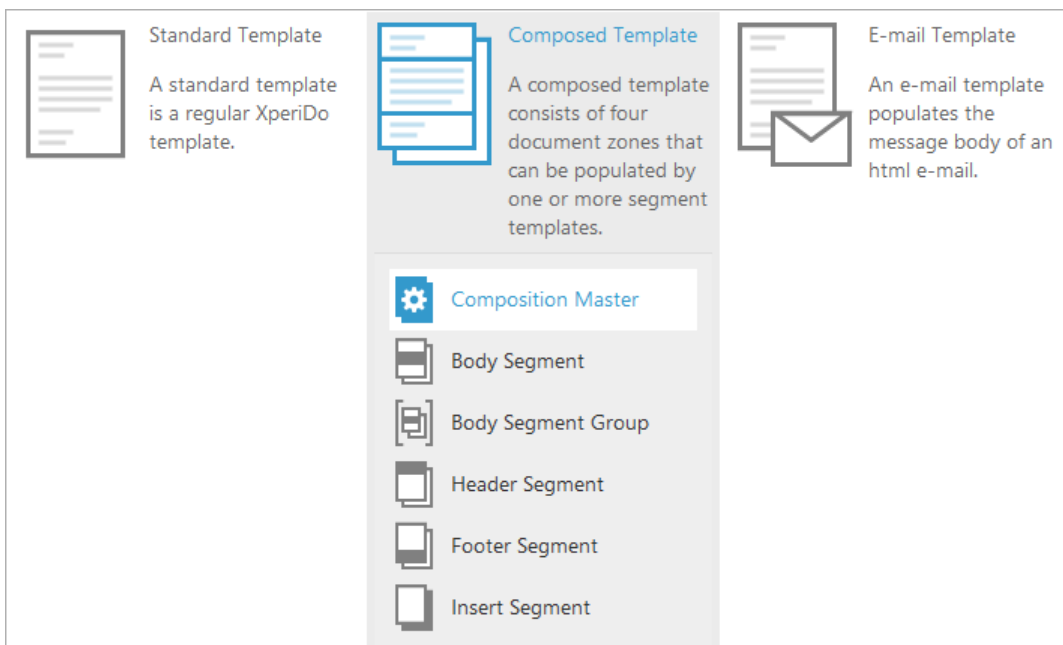 Standard Template
A standard template
is a regular XperiDo
template.
Composed Template
A composed template
consists of four
document zones that
can be populated by
one or more segment
templates.
Composition Master
Body Segment
Body Segment Group
Header Segment
Footer Segment
Insert Segment
E-mail Template
An e-mail template
populates the
message body of an
html e-mail.